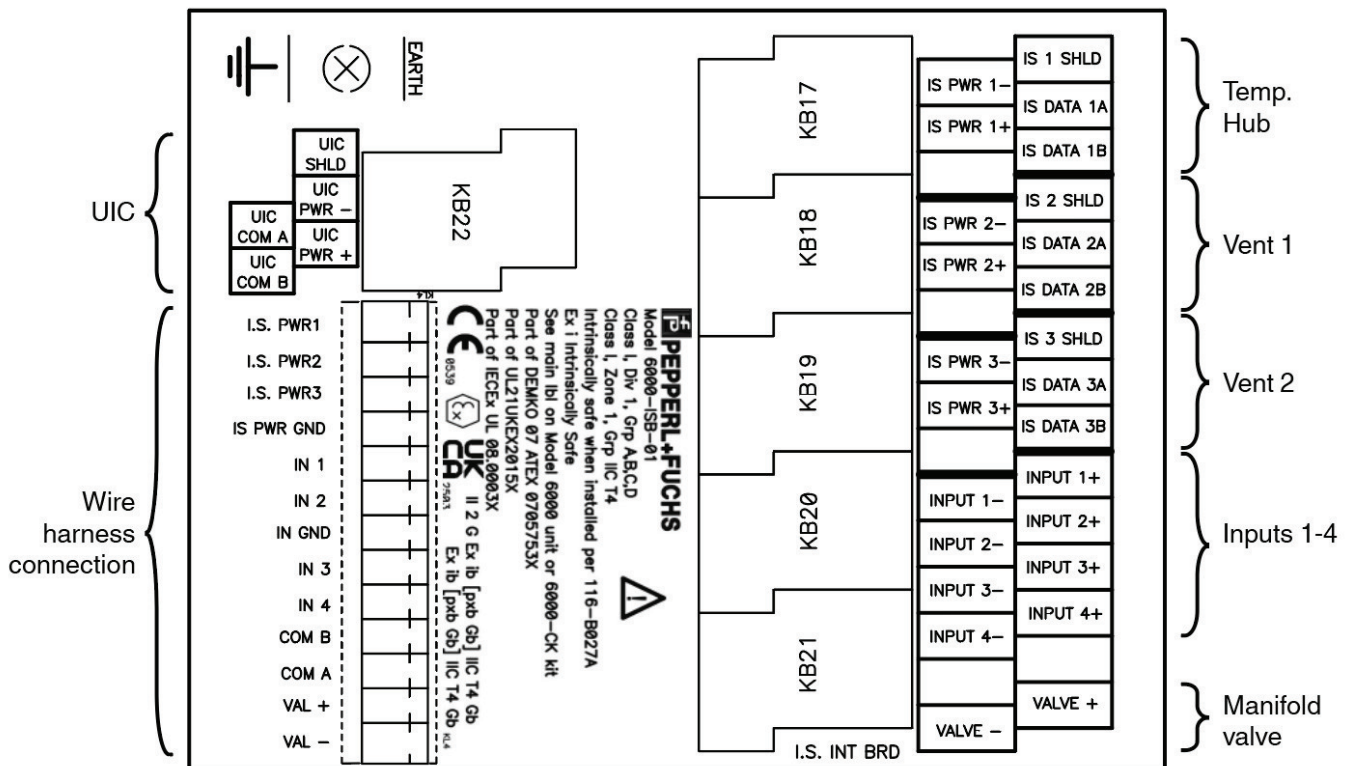 EARTH
UIC
SHLD
UIC
PWR -
UIC
PWR +
UIC
COM A
UIC
COM B
UIC
KB22
KL4
I.S. PWR1
I.S. PWR2
I.S. PWR3
IS PWR GND
IN 1
IN 2
IN GND
IN 3
IN 4
COM B
COM A
VAL +
VAL -
KL4
Wire
harness
connection
PEPPERL+FUCHS
Model 6000-ISB-01
Class I, Div 1, Grp A,B,C,D
Class I, Zone 1, Grp IIC T4
Intrinsically safe when installed per 116-B027A
Ex i Intrinsically Safe
See main lbl on Model 6000 unit or 6000-CK kit
Part of DEMKO 07 ATEX 0705753X
Part of UL21UKEX2015X
Part of IECEx UL 08.0003X
CE 0539
Ex
UK
CA
2503
II 2 G Ex ib [pxb Gb] IIC T4 Gb
Ex ib [pxb Gb] IIC T4 Gb
KB17
KB18
KB19
KB20
KB21
I.S. INT BRD
IS PWR 1-
IS PWR 1+
IS PWR 2-
IS PWR 2+
IS PWR 3-
IS PWR 3+
INPUT 1-
INPUT 2-
INPUT 3-
INPUT 4-
VALVE -
IS 1 SHLD
IS DATA 1A
IS DATA 1B
IS 2 SHLD
IS DATA 2A
IS DATA 2B
IS 3 SHLD
IS DATA 3A
IS DATA 3B
INPUT 1+
INPUT 2+
INPUT 3+
INPUT 4+
VALVE +
Temp.
Hub
Vent 1
Vent 2
Inputs 1-4
Manifold
valve